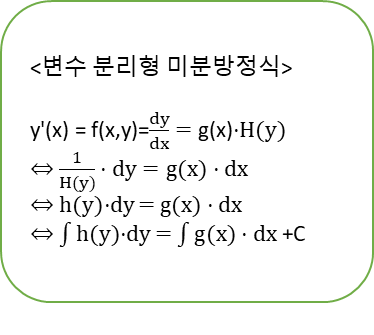 <변수 분리형 미분방정식>
y'(x) = f(x,y)=dy/dx = g(x)·H(y)
⇔ 1/H(y) · dy = g(x) · dx
⇔ h(y)·dy = g(x) · dx
⇔ ∫ h(y)·dy = ∫ g(x) · dx +C